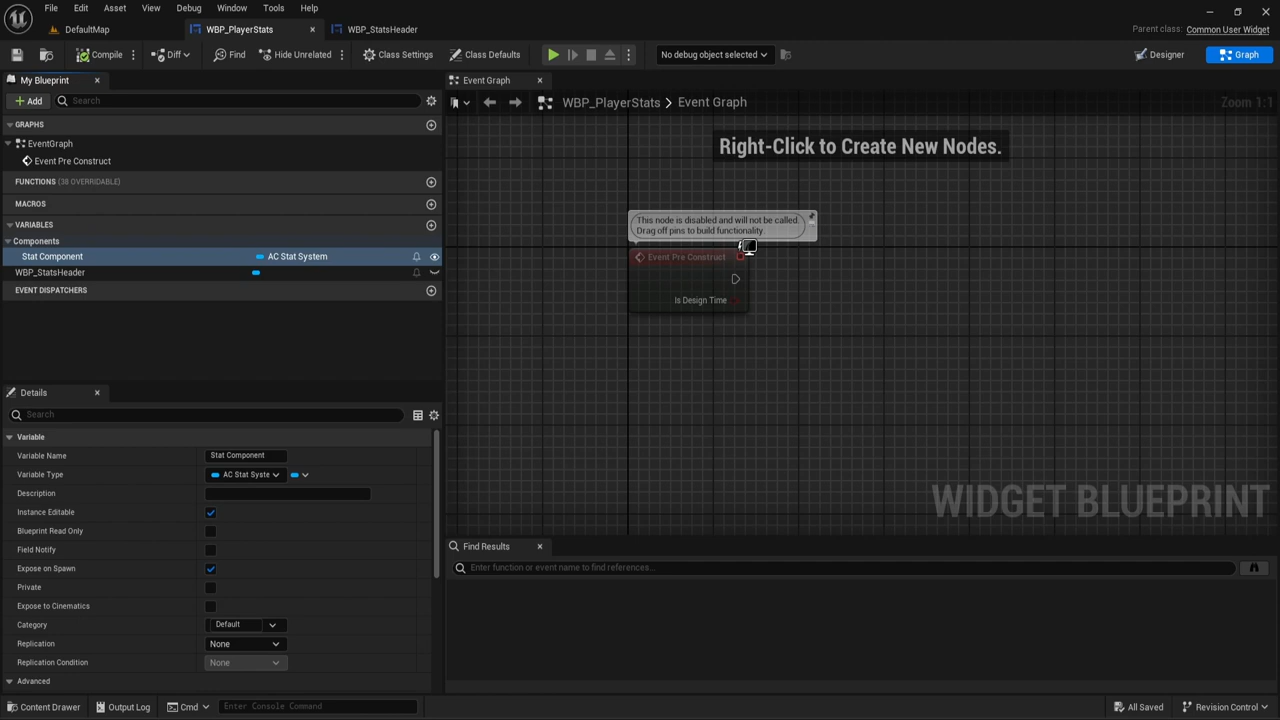 File Edit Asset View Debug Window Tools Help
DefaultMap WBP_PlayerStats WBP_StatsHeader Parent class: Common User Widget
Compile Diff Find Hide Unrelated Class Settings Class Defaults No debug object selected Designer Graph
My Blueprint Event Graph
Add Search WBP_PlayerStats > Event Graph Zoom 1:1
GRAPHS
EventGraph
Event Pre Construct
FUNCTIONS (38 OVERRIDABLE)
MACROS
VARIABLES
Components
Stat Component AC Stat System
WBP_StatsHeader
EVENT DISPATCHERS
Right-Click to Create New Nodes.
This node is disabled and will not be called.
Drag off pins to build functionality.
Event Pre Construct
Is Design Time
WIDGET BLUEPRINT
Details
Search
Variable
Variable Name Stat Component
Variable Type AC Stat Syste
Description
Instance Editable
Blueprint Read Only
Field Notify
Expose on Spawn
Private
Expose to Cinematics
Category Default
Replication None
Replication Condition None
Advanced
Find Results
Enter function or event name to find references...
Content Drawer Output Log Cmd Enter Console Command All Saved Revision Control